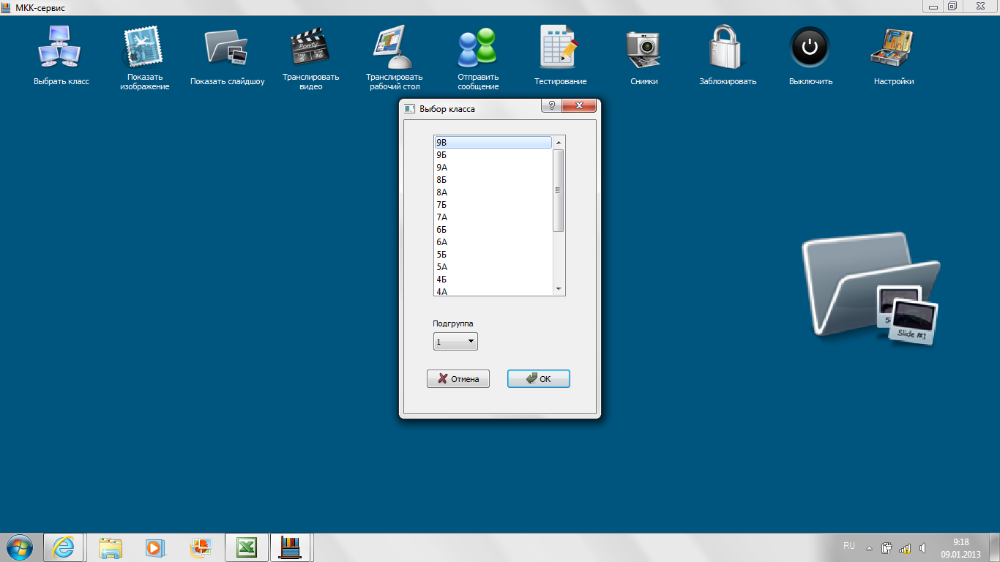 МКК-сервис
Выбрать класс
Показать
изображение
Показать слайдшоу
Транслировать
видео
Транслировать
рабочий стол
Отправить
сообщение
Тестирование
Снимки
Заблокировать
Выключить
Настройки
Выбор класса
9В
9Б
9А
8Б
8А
7Б
7А
6Б
6А
5Б
5А
4Б
4А
Подгруппа
1
Отмена
OK
Slide #1
RU
9:18
09.01.2013